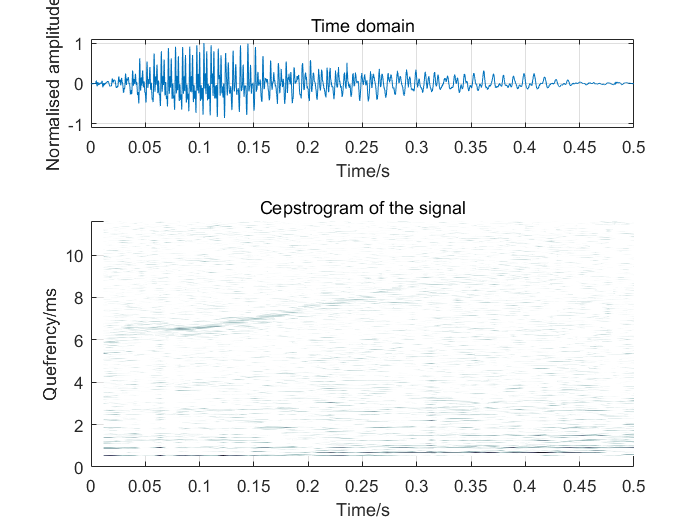 Time domain
Normalised amplitude
1
0
-1
0 0.05 0.1 0.15 0.2 0.25 0.3 0.35 0.4 0.45 0.5
Time/s
Cepstrogram of the signal
Quefrency/ms
10
8
6
4
2
0
0 0.05 0.1 0.15 0.2 0.25 0.3 0.35 0.4 0.45 0.5
Time/s